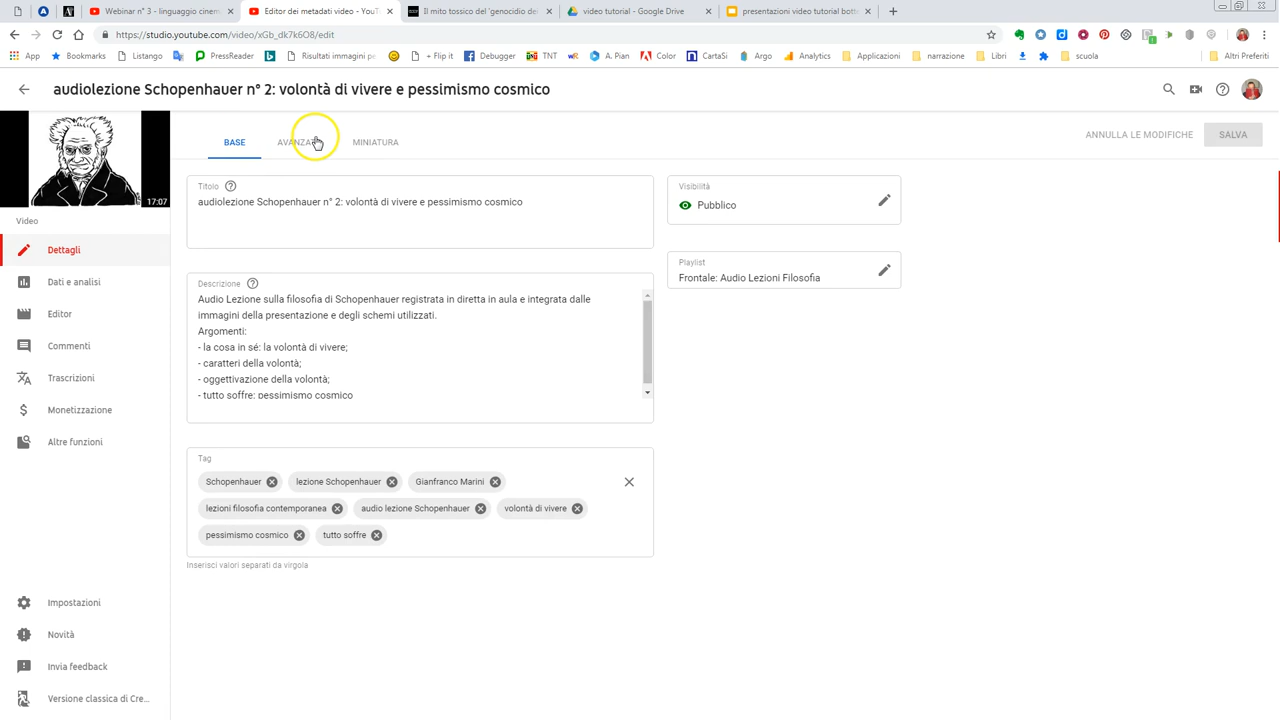 Webinar n° 3 - linguaggio cinem
Editor dei metadati video - YouT
Il mito tossico del 'genocidio de
video tutorial - Google Drive
presentazioni video tutorial bott
https://studio.youtube.com/video/xGb_dk7k6O8/edit
App
Bookmarks
Listango
PressReader
Risultati immagini pe
+ Flip it
Debugger
TNT
A. Pian
Color
CartaSi
Argo
Analytics
Applicazioni
narrazione
Libri
scuola
Altri Preferiti
audiolezione Schopenhauer n° 2: volontà di vivere e pessimismo cosmico
BASE
AVANZAT
MINIATURA
ANNULLA LE MODIFICHE
SALVA
17:07
Video
Dettagli
Dati e analisi
Editor
Commenti
Trascrizioni
Monetizzazione
Altre funzioni
Impostazioni
Novità
Invia feedback
Versione classica di Cre...
Titolo
audiolezione Schopenhauer n° 2: volontà di vivere e pessimismo cosmico
Descrizione
Audio Lezione sulla filosofia di Schopenhauer registrata in diretta in aula e integrata dalle
immagini della presentazione e degli schemi utilizzati.
Argomenti:
- la cosa in sé: la volontà di vivere;
- caratteri della volontà;
- oggettivazione della volontà;
- tutto soffre: pessimismo cosmico
Tag
Schopenhauer
lezione Schopenhauer
Gianfranco Marini
lezioni filosofia contemporanea
audio lezione Schopenhauer
volontà di vivere
pessimismo cosmico
tutto soffre
Inserisci valori separati da virgola
Visibilità
Pubblico
Playlist
Frontale: Audio Lezioni Filosofia